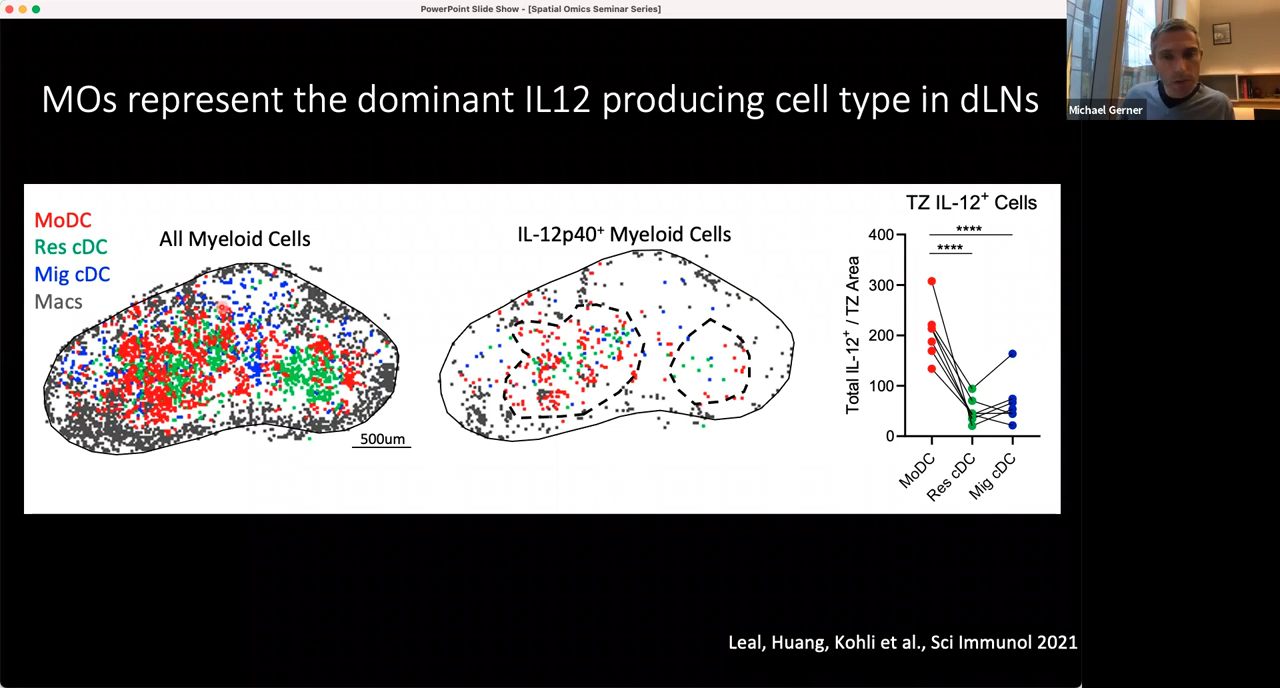 PowerPoint Slide Show - [Spatial Omics Seminar Series]
Michael Gerner
MOs represent the dominant IL12 producing cell type in dLNs
MoDC
Res cDC
Mig cDC
Macs
All Myeloid Cells
500um
IL-12p40+ Myeloid Cells
TZ IL-12+ Cells
Total IL-12+ / TZ Area
400
300
200
100
0
****
****
MoDC
Res cDC
Mig cDC
Leal, Huang, Kohli et al., Sci Immunol 2021